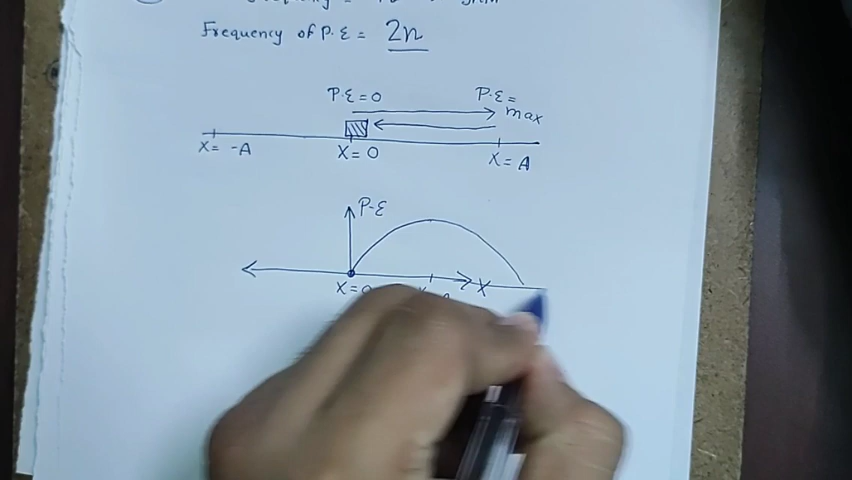 Frequency of P.E = 2n
P.E=0 P.E=
max
X= -A X=0 X=A
P-E
X
X=0